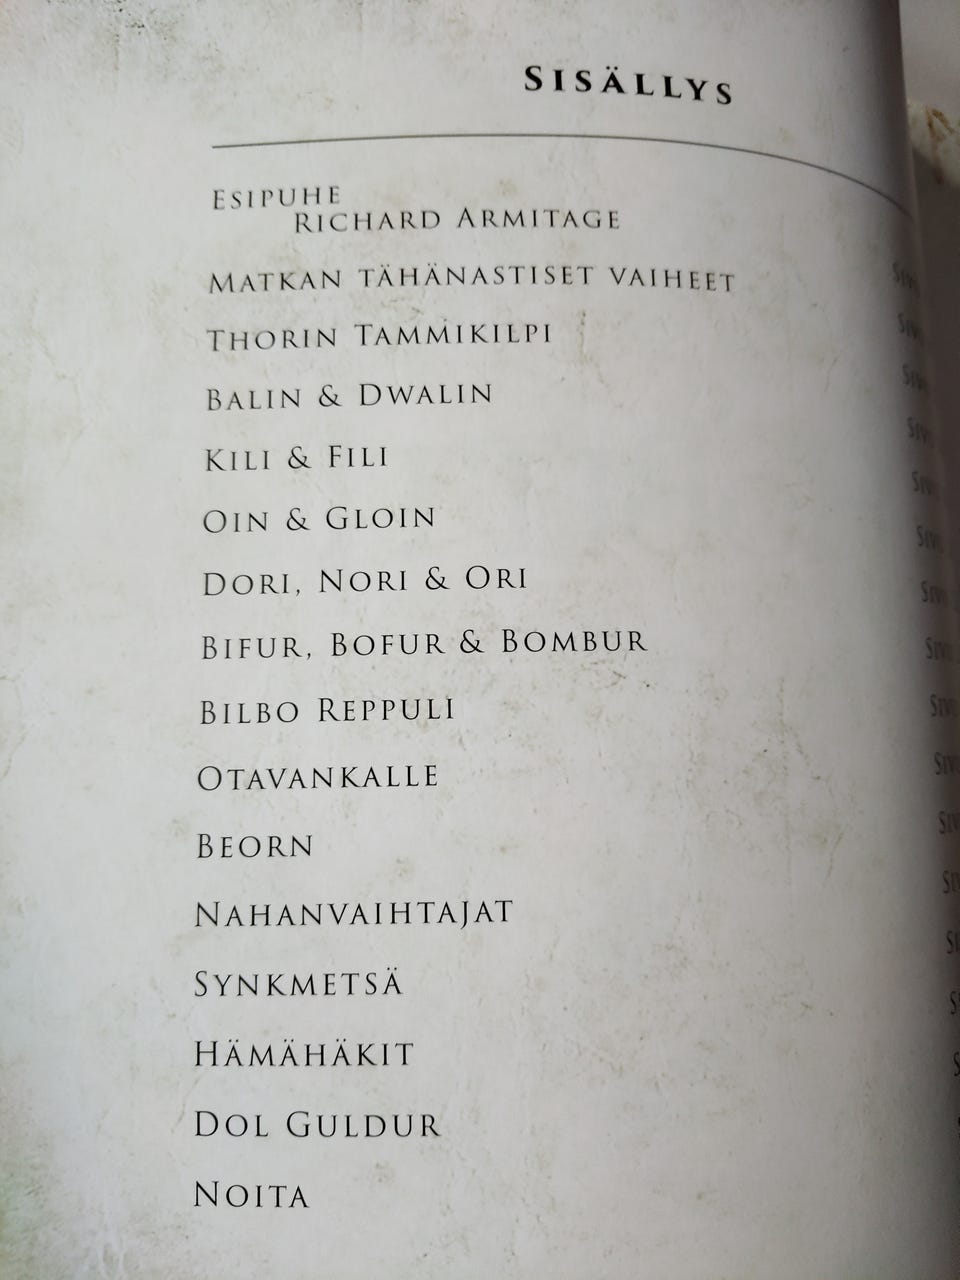 SISÄLLYS
ESIPUHE
RICHARD ARMITAGE
MATKAN TÄHÄNASTISET VAIHEET
THORIN TAMMIKILPI
BALIN & DWALIN
KILI & FILI
OIN & GLOIN
DORI, NORI & ORI
BIFUR, BOFUR & BOMBUR
BILBO REPPULI
OTAVANKALLE
BEORN
NAHANVAIHTAJAT
SYNKMETSÄ
HÄMÄHÄKIT
DOL GULDUR
NOITA